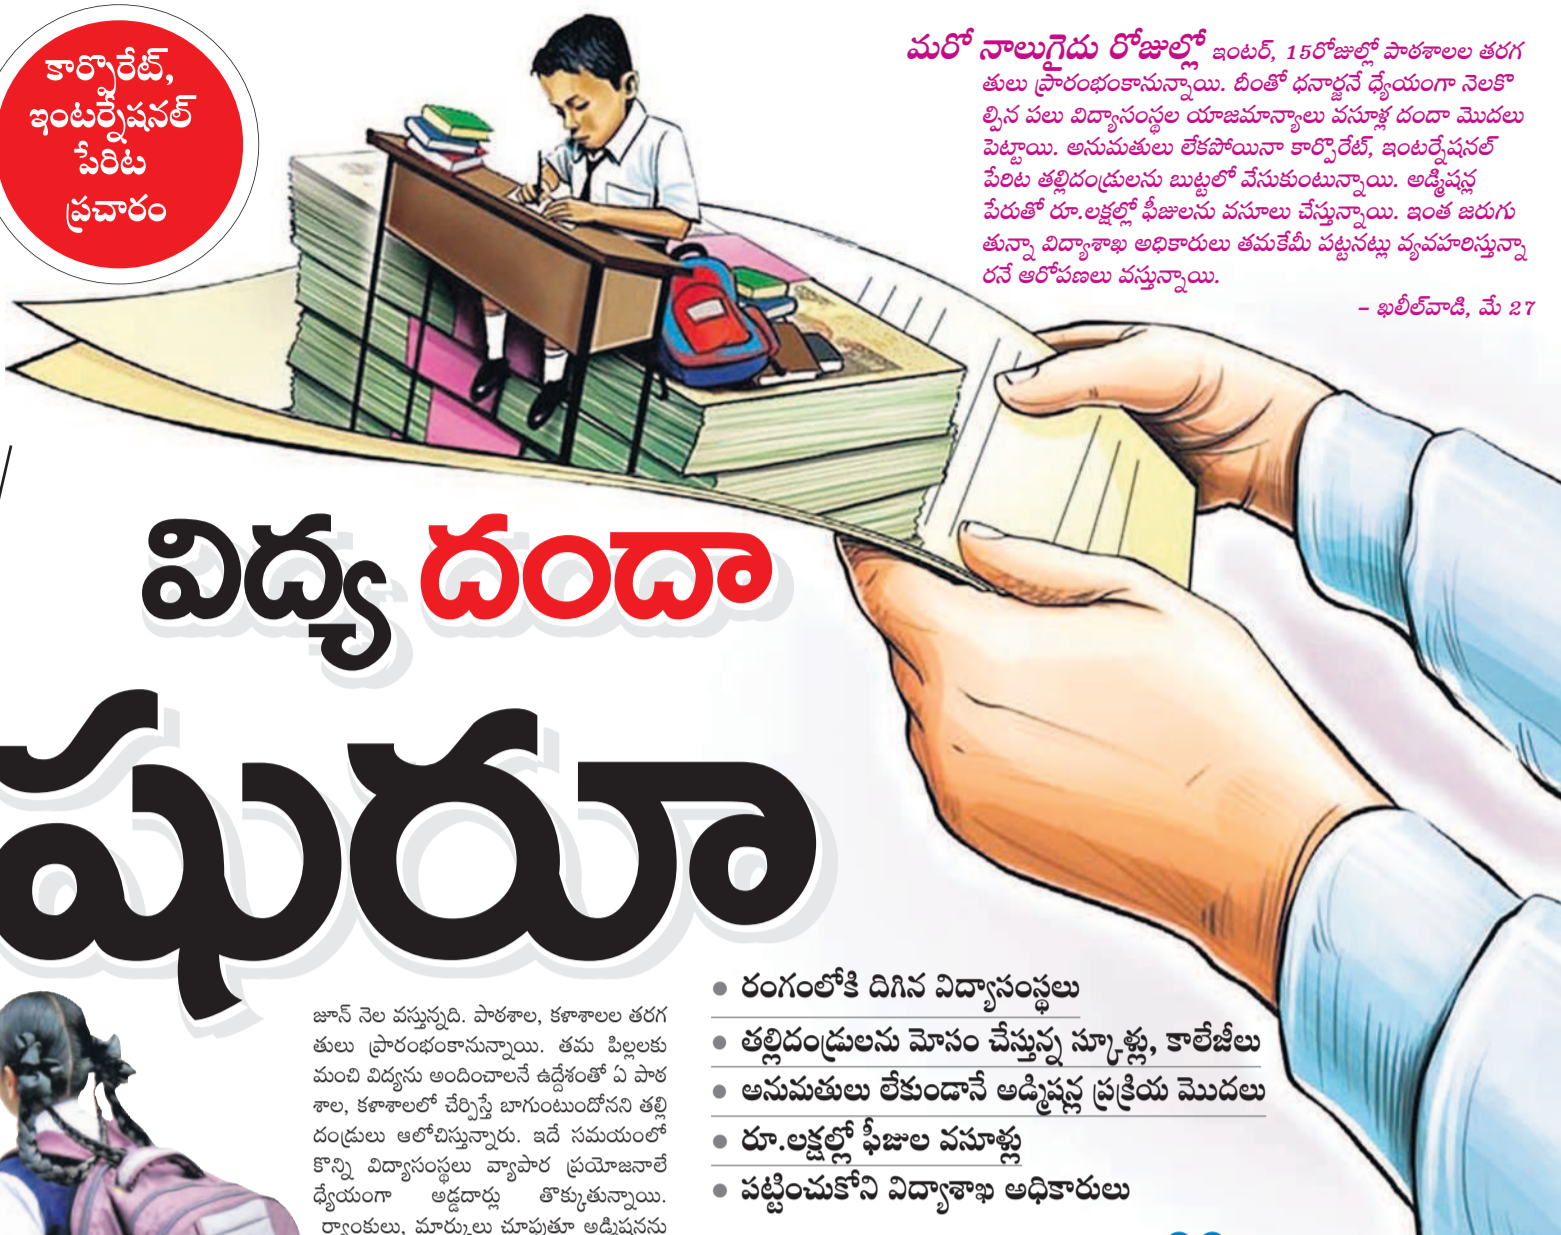 కార్పొరేట్,
ఇంటర్నేషనల్
పేరిట
ప్రచారం
మరో నాలుగైదు రోజుల్లో ఇంటర్, 15రోజుల్లో పాఠశాలల తరగ
తులు ప్రారంభంకానున్నాయి. దీంతో ధనార్జనే ధ్యేయంగా నెలకొ
ల్పిన పలు విద్యాసంస్థల యాజమాన్యాలు వసూళ్ల దందా మొదలు
పెట్టాయి. అనుమతులు లేకపోయినా కార్పొరేట్, ఇంటర్నేషనల్
పేరిట తల్లిదండ్రులను బుట్టలో వేసుకుంటున్నాయి. అడ్మిషన్ల
పేరుతో రూ.లక్షల్లో ఫీజులను వసూలు చేస్తున్నాయి. ఇంత జరుగు
తున్నా విద్యాశాఖ అధికారులు తమకేమీ పట్టనట్లు వ్యవహరిస్తున్నా
రనే ఆరోపణలు వస్తున్నాయి.
– ఖలీల్‌వాడి, మే 27
విద్య దందా
షురూ
జూన్ నెల వస్తున్నది. పాఠశాల, కళాశాలల తరగ
తులు ప్రారంభంకానున్నాయి. తమ పిల్లలకు
మంచి విద్యను అందించాలనే ఉద్దేశంతో ఏ పాఠ
శాల, కళాశాలలో చేర్పిస్తే బాగుంటుందోనని తల్లి
దండ్రులు ఆలోచిస్తున్నారు. ఇదే సమయంలో
కొన్ని విద్యాసంస్థలు వ్యాపార ప్రయోజనాలే
ధ్యేయంగా అడ్డదార్లు తొక్కుతున్నాయి.
ర్యాంకులు, మార్కులు చూపుతూ అడ్మిషనను
• రంగంలోకి దిగిన విద్యాసంస్థలు
• తల్లిదండ్రులను మోసం చేస్తున్న స్కూళ్లు, కాలేజీలు
• అనుమతులు లేకుండానే అడ్మిషన్ల ప్రక్రియ మొదలు
• రూ.లక్షల్లో ఫీజుల వసూళ్లు
• పట్టించుకోని విద్యాశాఖ అధికారులు